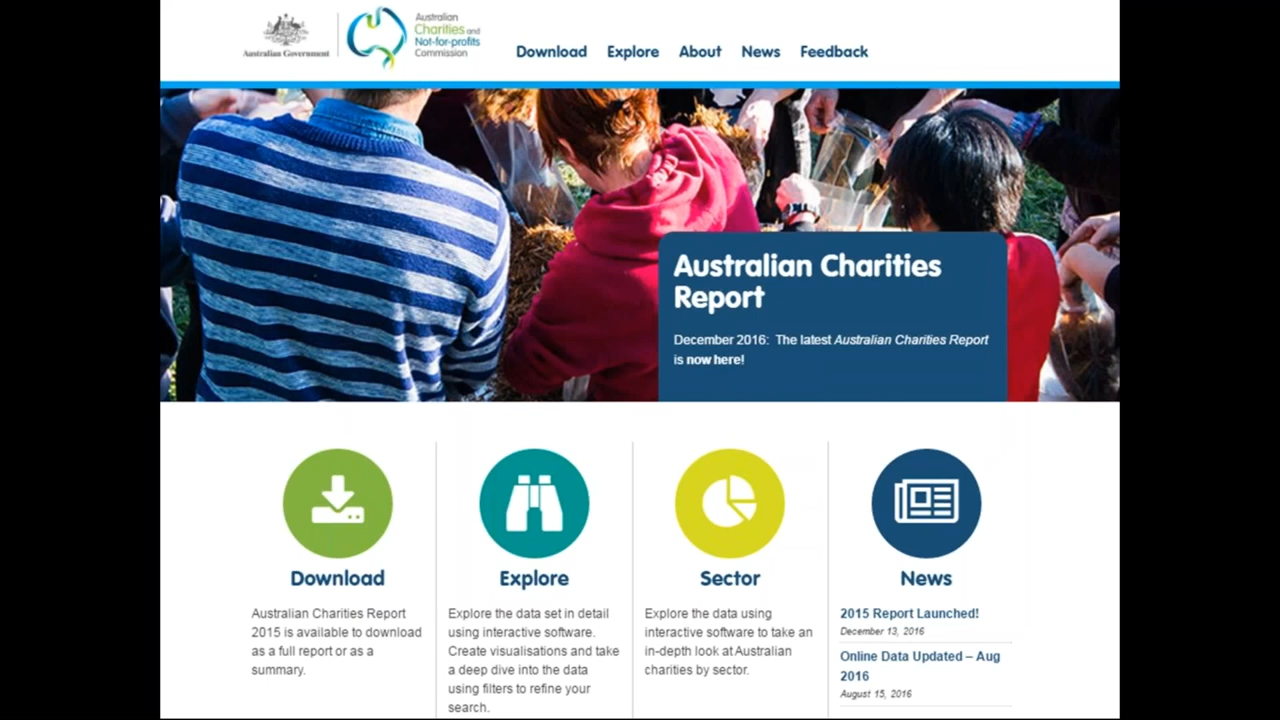 Australian Government
Australian
Charities and
Not-for-profits
Commission
Download Explore About News Feedback
Australian Charities
Report
December 2016: The latest Australian Charities Report
is now here!
Download
Australian Charities Report
2015 is available to download
as a full report or as a
summary.
Explore
Explore the data set in detail
using interactive software.
Create visualisations and take
a deep dive into the data
using filters to refine your
search.
Sector
Explore the data using
interactive software to take an
in-depth look at Australian
charities by sector.
News
2015 Report Launched!
December 13, 2016
Online Data Updated – Aug
2016
August 15, 2016